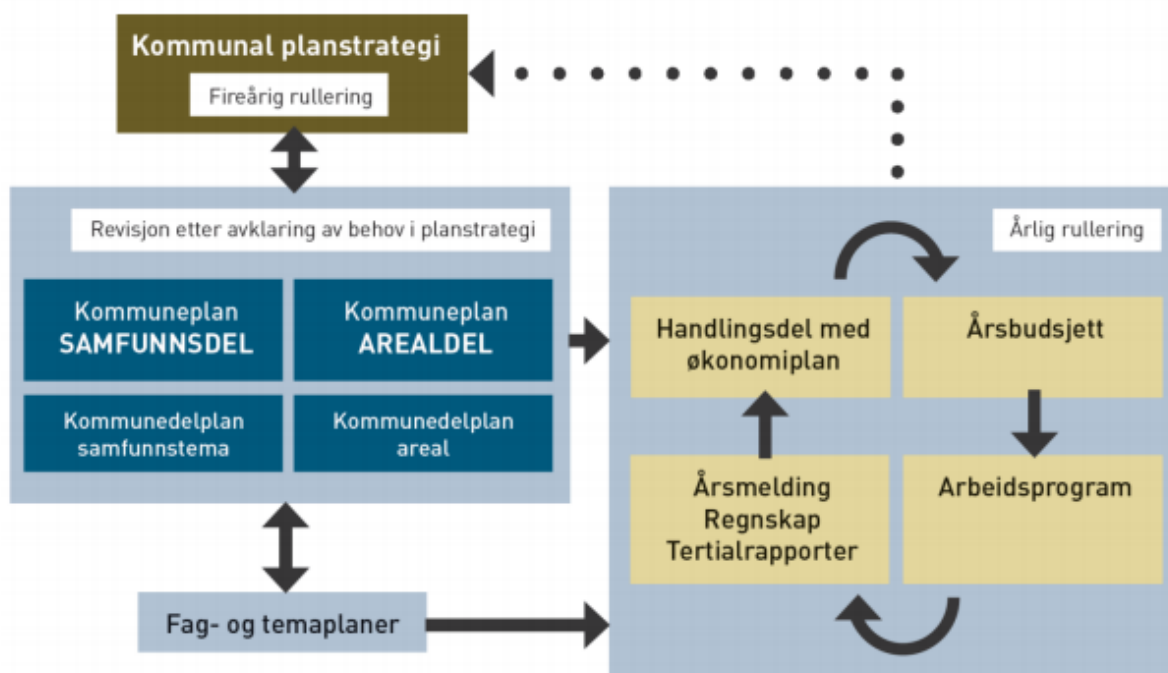 Kommunal planstrategi
Fireårig rullering
Revisjon etter avklaring av behov i planstrategi
Kommuneplan
SAMFUNNSDEL
Kommuneplan
AREALDEL
Kommunedelplan
samfunnstema
Kommunedelplan
areal
Fag- og temaplaner
Årlig rullering
Handlingsdel med
økonomiplan
Årsbudsjett
Årsmelding
Regnskap
Tertialrapporter
Arbeidsprogram